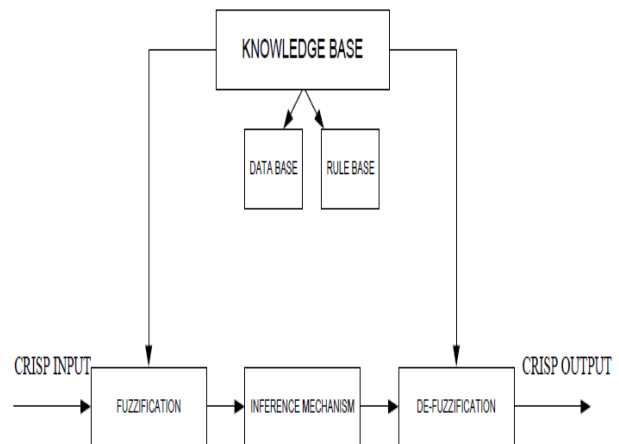 KNOWLEDGE BASE
DATA BASE
RULE BASE
CRISP INPUT
CRISP OUTPUT
FUZZIFICATION
INFERENCE MECHANISM
DE-FUZZIFICATION